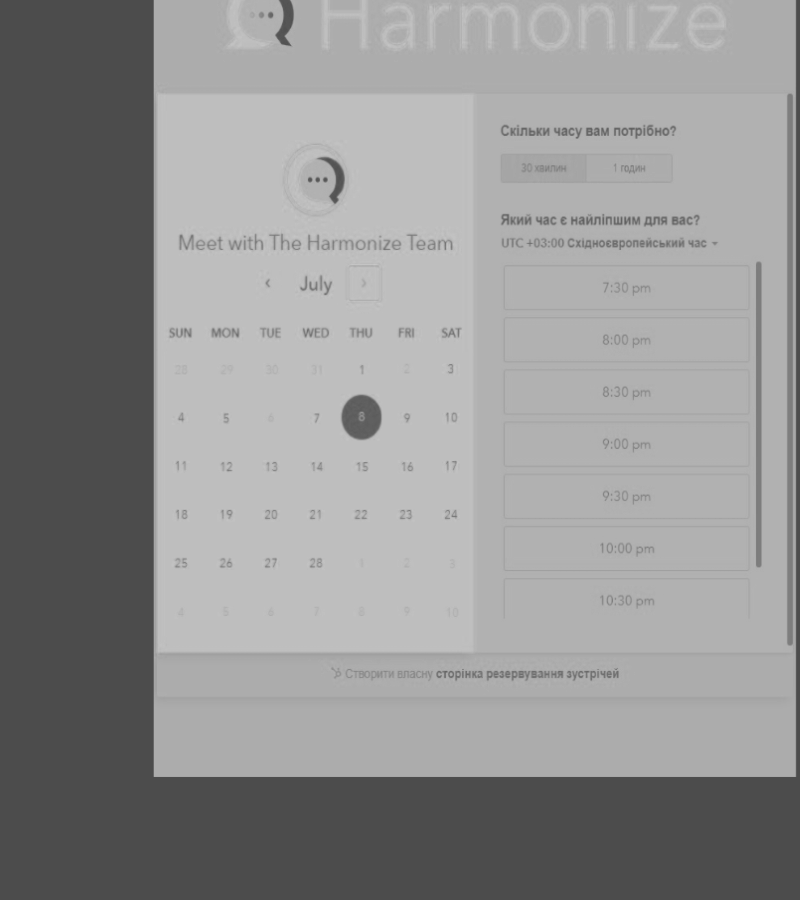 Harmonize
Meet with The Harmonize Team
July
SUN MON TUE WED THU FRI SAT
28 29 30 31 1 2 3
4 5 6 7 8 9 10
11 12 13 14 15 16 17
18 19 20 21 22 23 24
25 26 27 28 1 2 3
4 5 6 7 8 9 10
Скільки часу вам потрібно?
30 хвилин 1 годин
Який час є найліпшим для вас?
UTC +03:00 Східноєвропейський час
7:30 pm
8:00 pm
8:30 pm
9:00 pm
9:30 pm
10:00 pm
10:30 pm
Створити власну сторінка резервування зустрічей